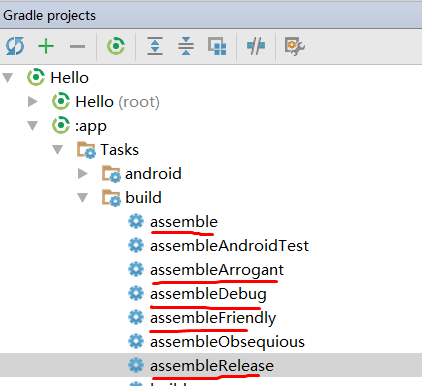 Gradle projects
Hello
Hello (root)
:app
Tasks
android
build
assemble
assembleAndroidTest
assembleArrogant
assembleDebug
assembleFriendly
assembleObsequious
assembleRelease